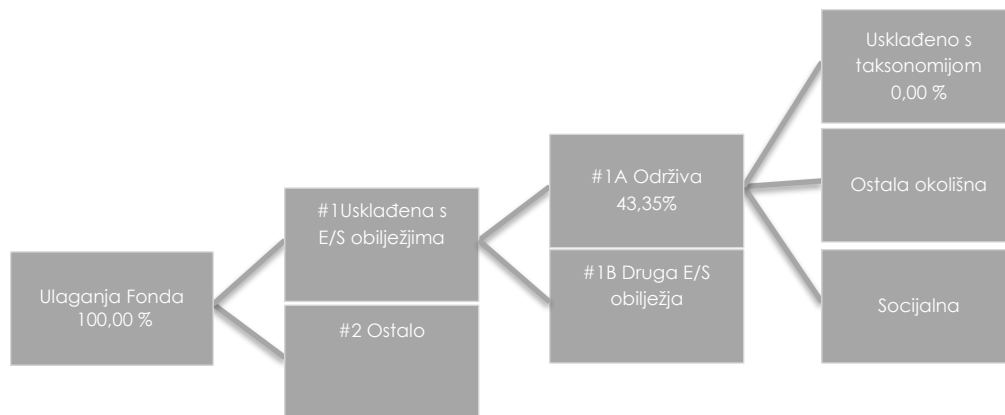 Ulaganja Fonda
100,00 %
#1Usklađena s
E/S obilježjima
#2 Ostalo
#1A Održiva
43,35%
#1B Druga E/S
obilježja
Usklađeno s
taksonomijom
0,00 %
Ostala okolišna
Socijalna